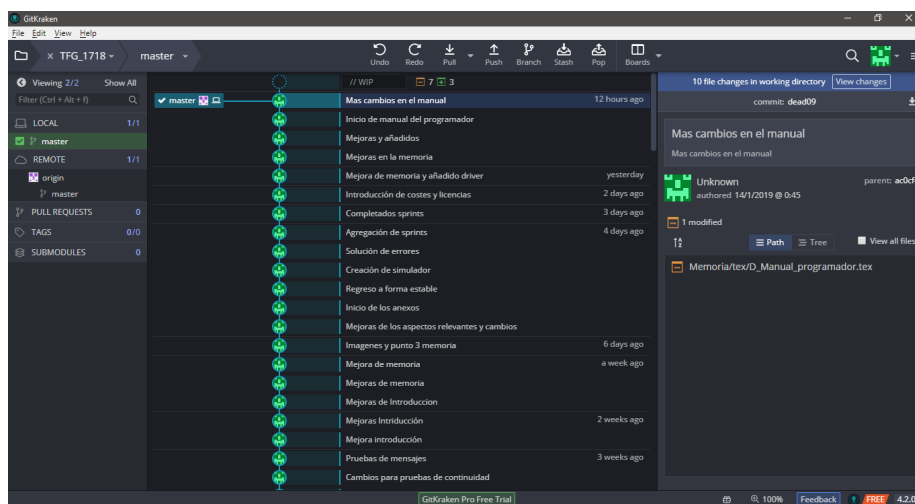 GitKraken
File Edit View Help
TFG_1718
master
Undo
Redo
Pull
Push
Branch
Stash
Pop
Boards
Viewing 2/2 Show All
Filter (Ctrl + Alt + f)
LOCAL 1/1
master
REMOTE 1/1
origin
master
PULL REQUESTS 0
TAGS 0/0
SUBMODULES 0
// WIP 7 3
master
Mas cambios en el manual 12 hours ago
Inicio de manual del programador
Mejoras y añadidos
Mejoras en la memoria
Mejora de memoria y añadido driver yesterday
Introducción de costes y licencias 2 days ago
Completados sprints 3 days ago
Agregación de sprints 4 days ago
Solución de errores
Creación de simulador
Regreso a forma estable
Inicio de los anexos
Mejoras de los aspectos relevantes y cambios
Imagenes y punto 3 memoria 6 days ago
Mejora de memoria a week ago
Mejoras de memoria
Mejoras de Introduccion
Mejoras Intriducción 2 weeks ago
Mejora introducción
Pruebas de mensajes 3 weeks ago
Cambios para pruebas de continuidad
10 file changes in working directory View changes
commit: dead09
Mas cambios en el manual
Mas cambios en el manual
Unknown
authored 14/1/2019 @ 0:45
parent: ac0cf
1 modified
Path Tree View all files
Memoria/tex/D_Manual_programador.tex
GitKraken Pro Free Trial
100% Feedback FREE 4.2.0